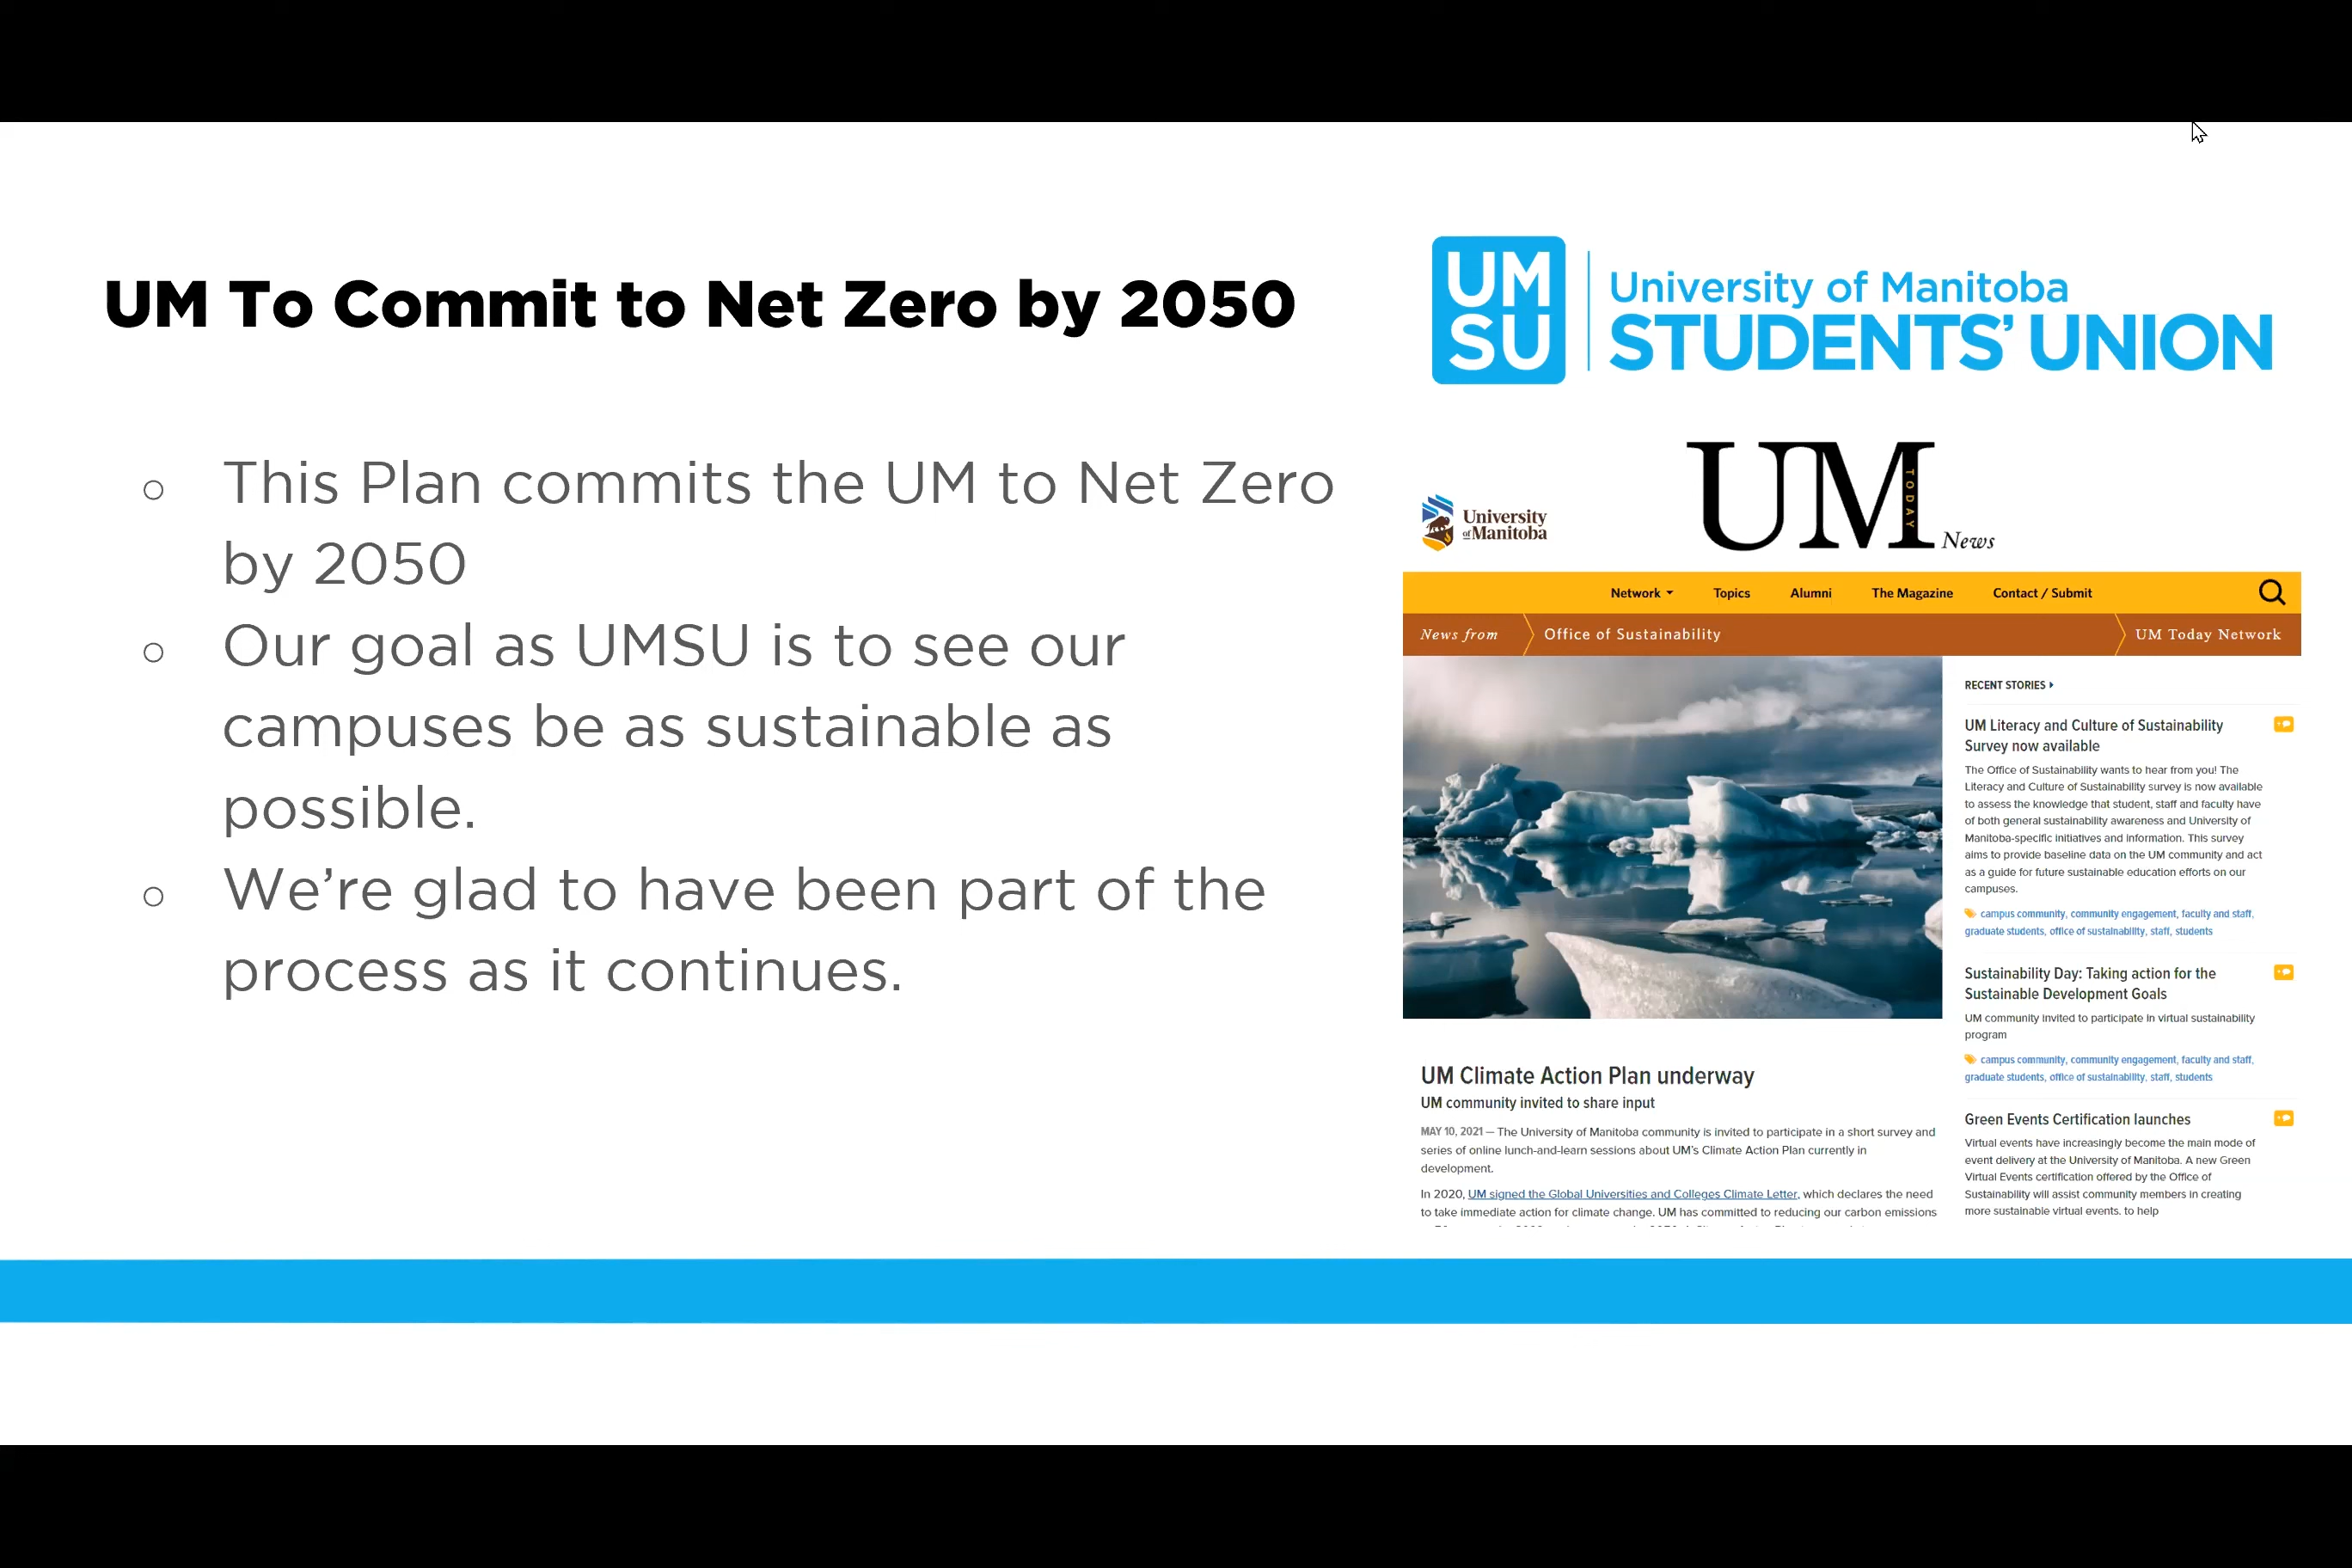 UM To Commit to Net Zero by 2050
○ This Plan commits the UM to Net Zero
by 2050
○ Our goal as UMSU is to see our
campuses be as sustainable as
possible.
○ We’re glad to have been part of the
process as it continues.
UM
SU
University of Manitoba
STUDENTS’ UNION
University
of Manitoba
UM
TODAY
News
Network
Topics
Alumni
The Magazine
Contact / Submit
News from
Office of Sustainability
UM Today Network
UM Climate Action Plan underway
UM community invited to share input
MAY 10, 2021 — The University of Manitoba community is invited to participate in a short survey and
series of online lunch-and-learn sessions about UM’s Climate Action Plan currently in
development.
In 2020, UM signed the Global Universities and Colleges Climate Letter, which declares the need
to take immediate action for climate change. UM has committed to reducing our carbon emissions
RECENT STORIES
UM Literacy and Culture of Sustainability
Survey now available
The Office of Sustainability wants to hear from you! The
Literacy and Culture of Sustainability survey is now available
to assess the knowledge that student, staff and faculty have
of both general sustainability awareness and University of
Manitoba-specific initiatives and information. This survey
aims to provide baseline data on the UM community and act
as a guide for future sustainable education efforts on our
campuses.
campus community, community engagement, faculty and staff,
graduate students, office of sustainability, staff, students
Sustainability Day: Taking action for the
Sustainable Development Goals
UM community invited to participate in virtual sustainability
program
campus community, community engagement, faculty and staff,
graduate students, office of sustainability, staff, students
Green Events Certification launches
Virtual events have increasingly become the main mode of
event delivery at the University of Manitoba. A new Green
Virtual Events certification offered by the Office of
Sustainability will assist community members in creating
more sustainable virtual events. to help